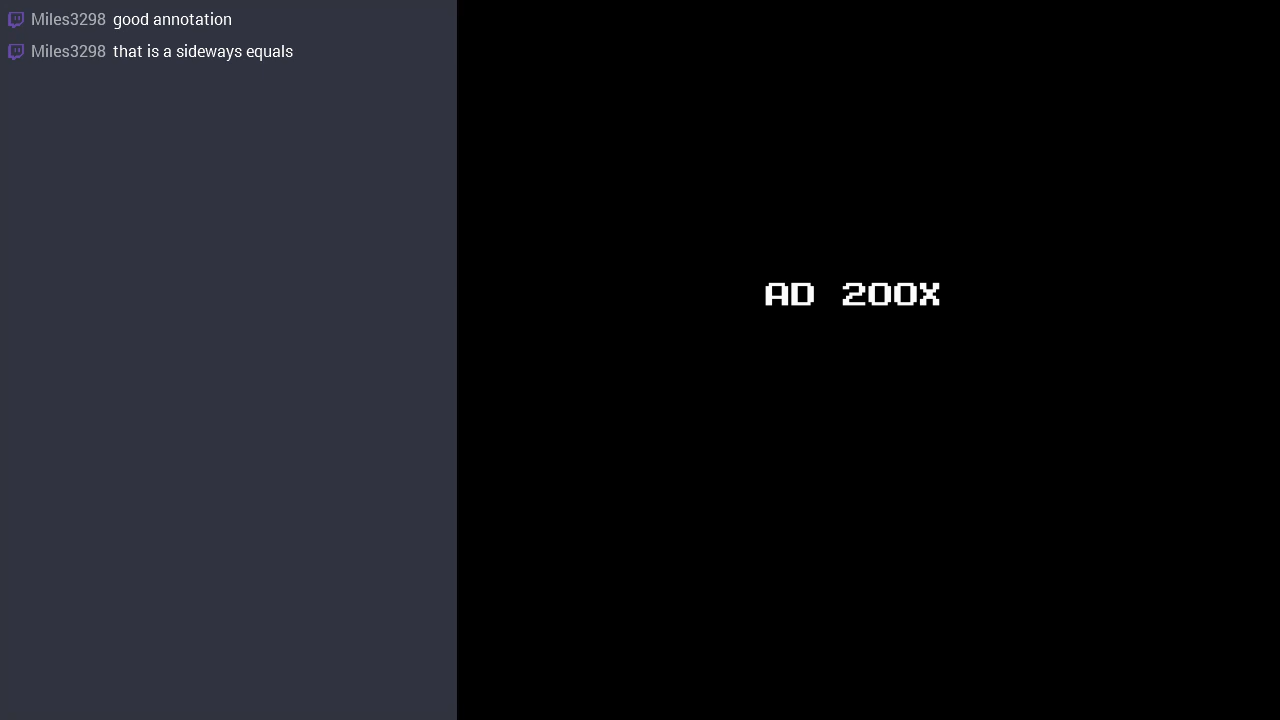 Miles3298 good annotation
Miles3298 that is a sideways equals
AD 200X